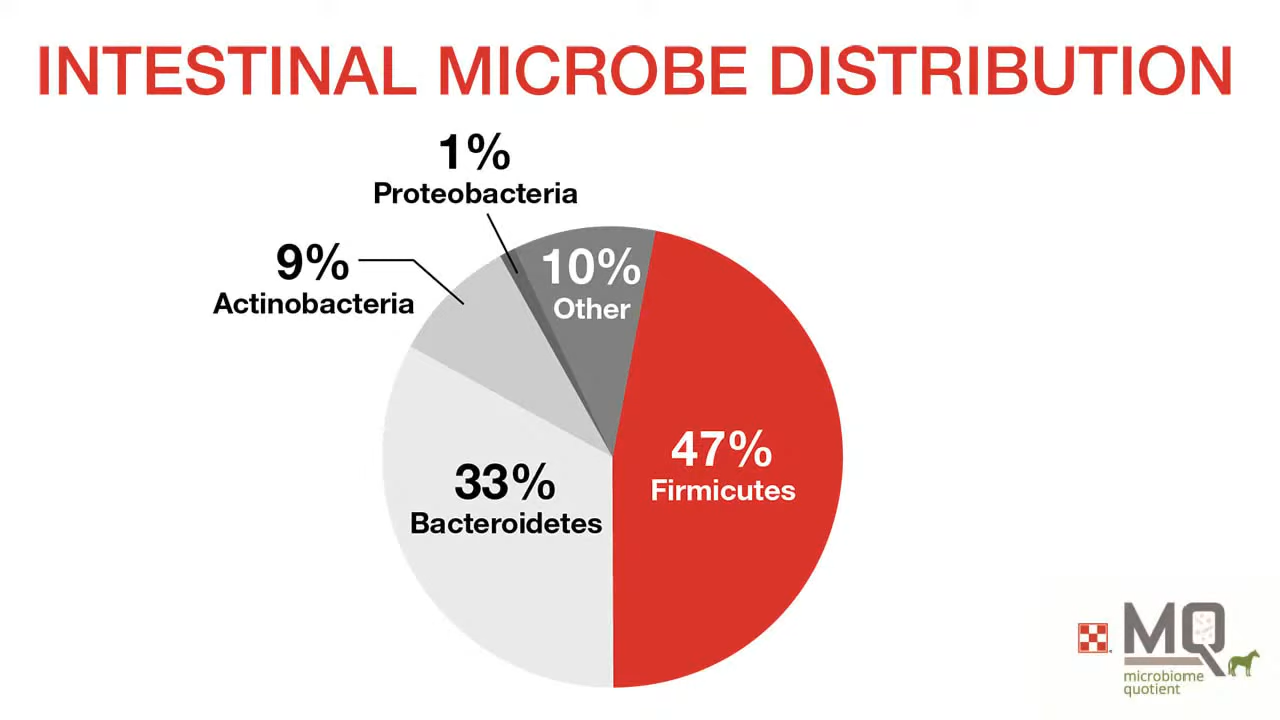 INTESTINAL MICROBE DISTRIBUTION
1%
Proteobacteria
9%
Actinobacteria
10%
Other
47%
Firmicutes
33%
Bacteroidetes
MQ
microbiome
quotient